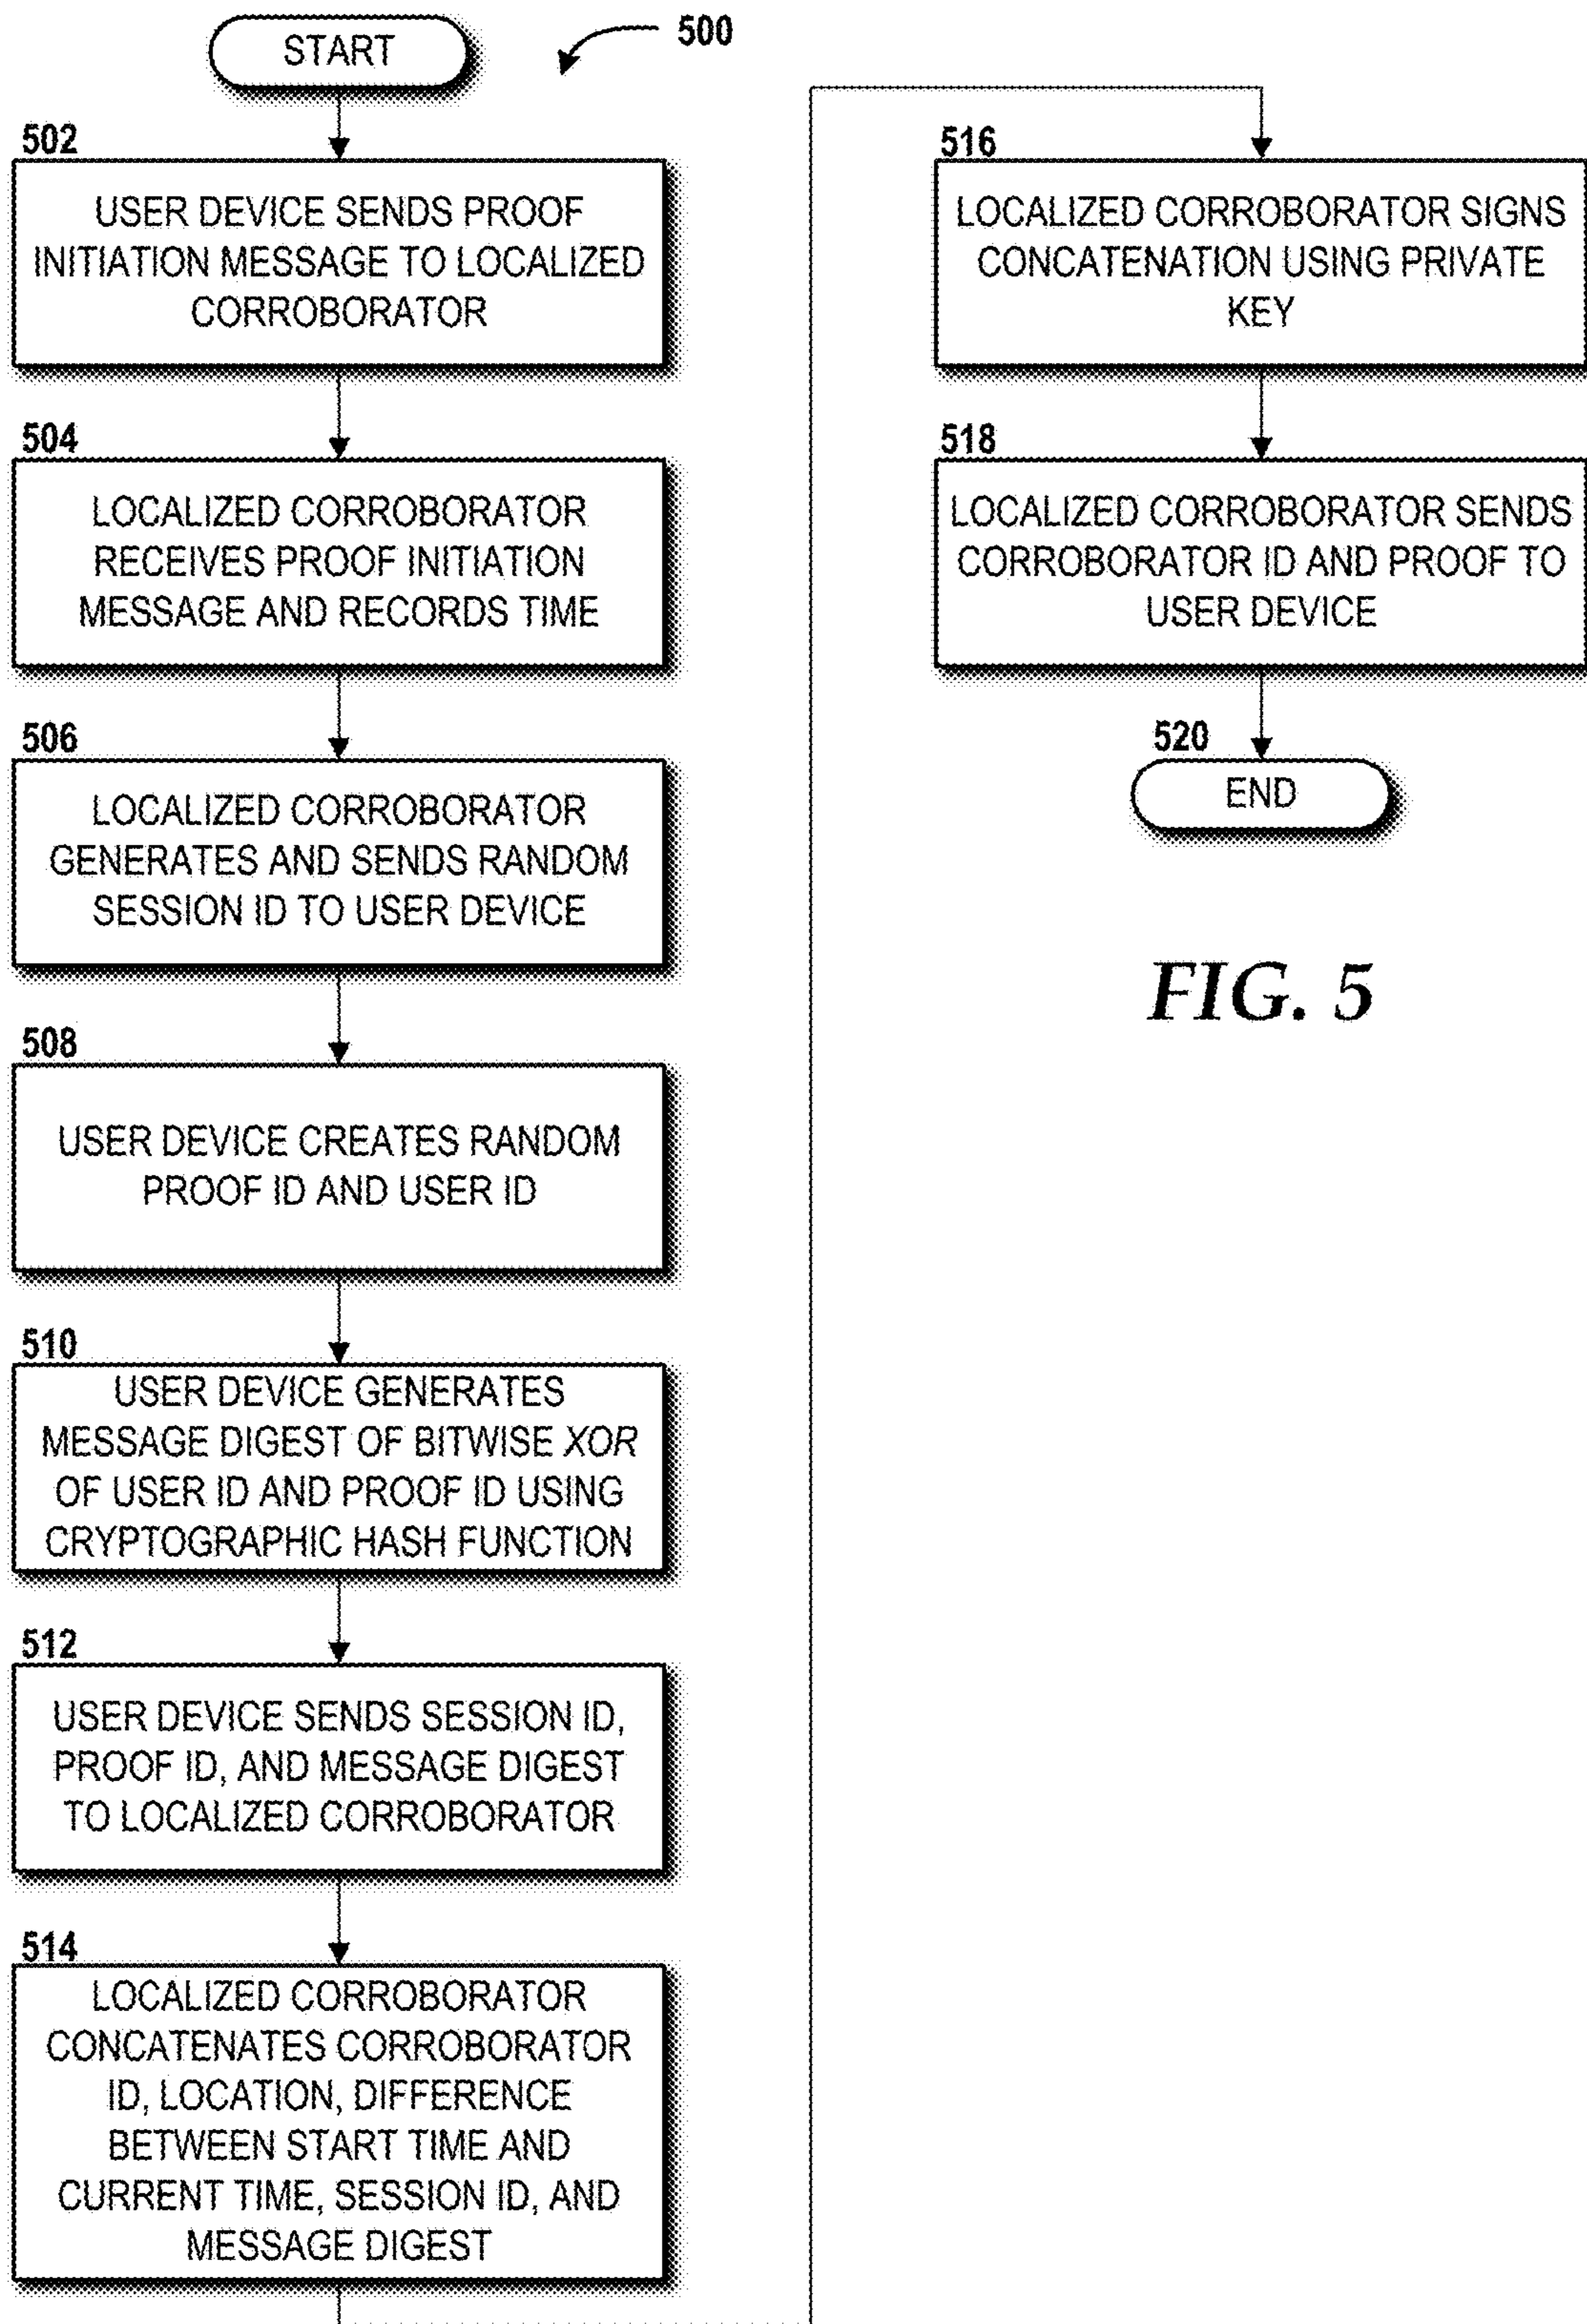 START
500
502
USER DEVICE SENDS PROOF
INITIATION MESSAGE TO LOCALIZED
CORROBORATOR
504
LOCALIZED CORROBORATOR
RECEIVES PROOF INITIATION
MESSAGE AND RECORDS TIME
506
LOCALIZED CORROBORATOR
GENERATES AND SENDS RANDOM
SESSION ID TO USER DEVICE
508
USER DEVICE CREATES RANDOM
PROOF ID AND USER ID
510
USER DEVICE GENERATES
MESSAGE DIGEST OF BITWISE XOR
OF USER ID AND PROOF ID USING
CRYPTOGRAPHIC HASH FUNCTION
512
USER DEVICE SENDS SESSION ID,
PROOF ID, AND MESSAGE DIGEST
TO LOCALIZED CORROBORATOR
514
LOCALIZED CORROBORATOR
CONCATENATES CORROBORATOR
ID, LOCATION, DIFFERENCE
BETWEEN START TIME AND
CURRENT TIME, SESSION ID, AND
MESSAGE DIGEST
516
LOCALIZED CORROBORATOR SIGNS
CONCATENATION USING PRIVATE
KEY
518
LOCALIZED CORROBORATOR SENDS
CORROBORATOR ID AND PROOF TO
USER DEVICE
520
END
FIG. 5